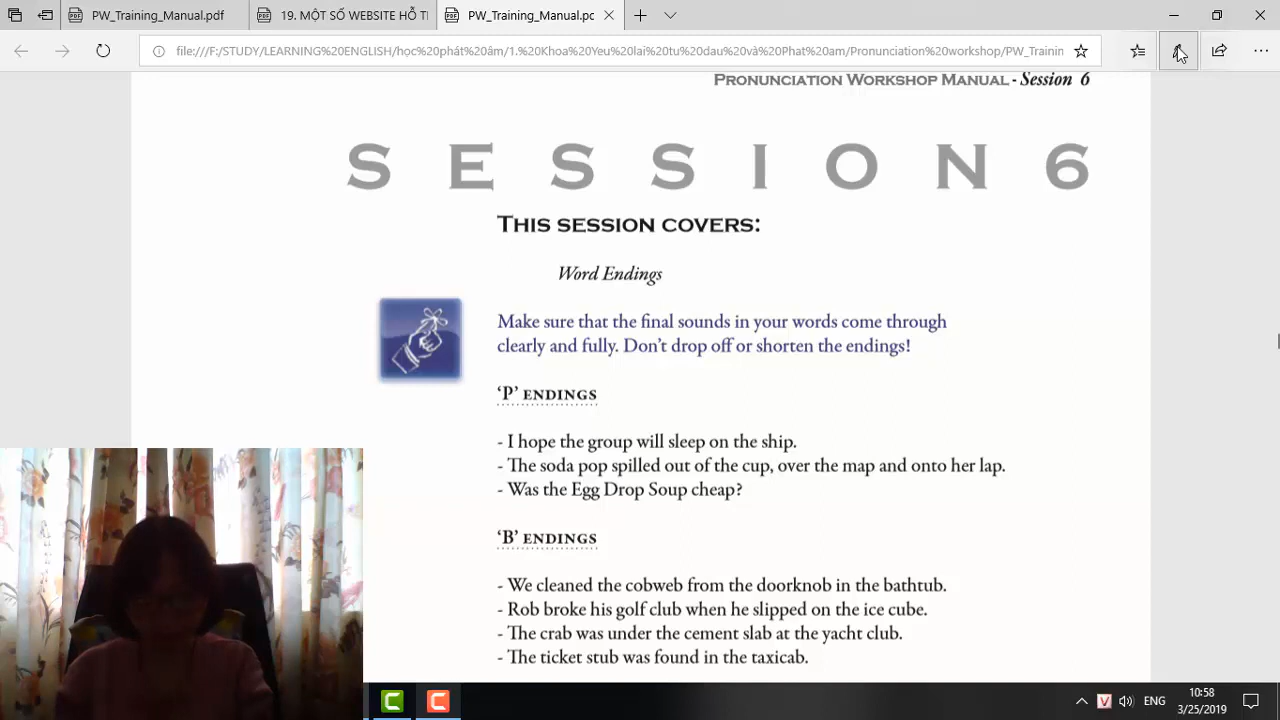 PW_Training_Manual.pdf
19. MỘT SỐ WEBSITE HỖ T
PW_Training_Manual.p
file:///F:/STUDY/LEARNING%20ENGLISH/học%20phát%20âm/1.%20Khoa%20Yeu%20lai%20tu%20dau%20và%20Phat%20am/Pronunciation%20workshop/PW_Trainin
PRONUNCIATION WORKSHOP MANUAL - Session 6
SESSION 6
THIS SESSION COVERS:
Word Endings
Make sure that the final sounds in your words come through
clearly and fully. Don't drop off or shorten the endings!
'P' ENDINGS
- I hope the group will sleep on the ship.
- The soda pop spilled out of the cup, over the map and onto her lap.
- Was the Egg Drop Soup cheap?
'B' ENDINGS
- We cleaned the cobweb from the doorknob in the bathtub.
- Rob broke his golf club when he slipped on the ice cube.
- The crab was under the cement slab at the yacht club.
- The ticket stub was found in the taxicab.
V ENG
10:58
3/25/2019